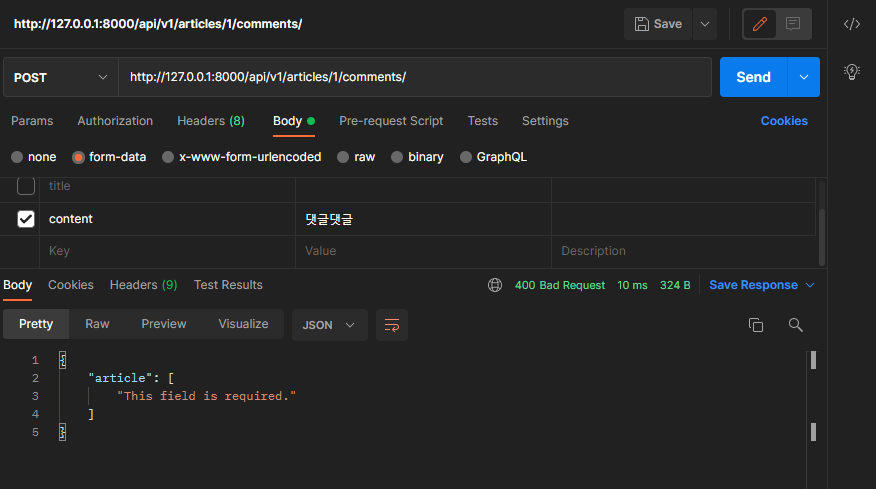 http://127.0.0.1:8000/api/v1/articles/1/comments/ Save
POST http://127.0.0.1:8000/api/v1/articles/1/comments/ Send
Params Authorization Headers (8) Body Pre-request Script Tests Settings Cookies
none form-data x-www-form-urlencoded raw binary GraphQL
title
content 댓글댓글
Key Value Description
Body Cookies Headers (9) Test Results 400 Bad Request 10 ms 324 B Save Response
Pretty Raw Preview Visualize JSON
1 {
2 "article": [
3 "This field is required."
4 ]
5 }